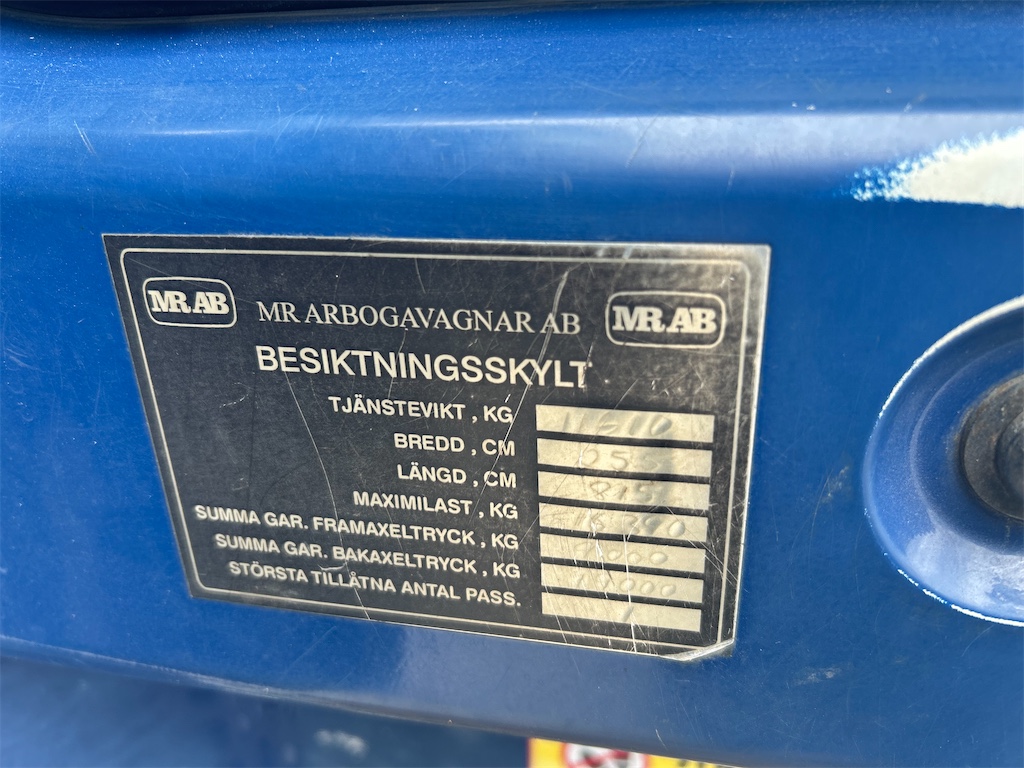 MR AB MR ARBOGAVAGNAR AB MR AB
BESIKTNINGSSKYLT
TJÄNSTEVIKT , KG
BREDD , CM
LÄNGD , CM
MAXIMILAST , KG
SUMMA GAR. FRAMAXELTRYCK , KG
SUMMA GAR. BAKAXELTRYCK , KG
STÖRSTA TILLÅTNA ANTAL PASS. 1